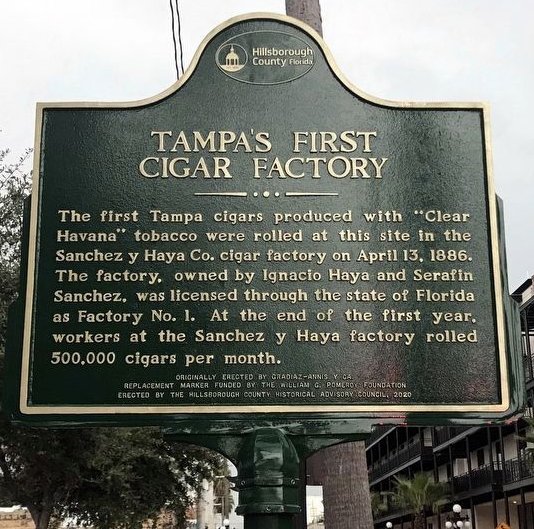 Hillsborough
County Florida
TAMPA'S FIRST
CIGAR FACTORY
The first Tampa cigars produced with "Clear
Havana" tobacco were rolled at this site in the
Sanchez y Haya Co. cigar factory on April 13, 1886.
The factory, owned by Ignacio Haya and Serafin
Sanchez, was licensed through the state of Florida
as Factory No. 1. At the end of the first year,
workers at the Sanchez y Haya factory rolled
500,000 cigars per month.
ORIGINALLY ERECTED BY GRADIAZ-ANNIS Y CA
REPLACEMENT MARKER FUNDED BY THE WILLIAM G. POMEROY FOUNDATION
ERECTED BY THE HILLSBOROUGH COUNTY HISTORICAL ADVISORY COUNCIL, 2020